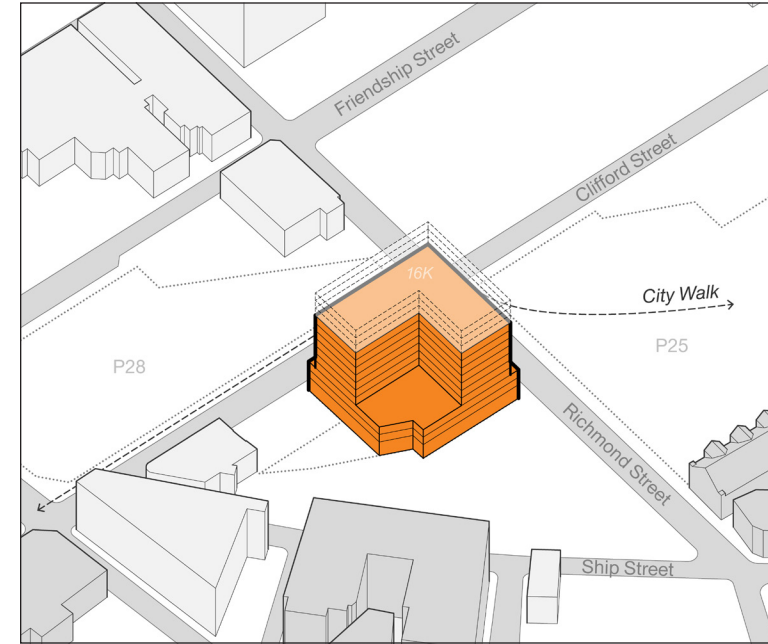 Friendship Street
Clifford Street
16K
City Walk
P28
P25
Richmond Street
Ship Street